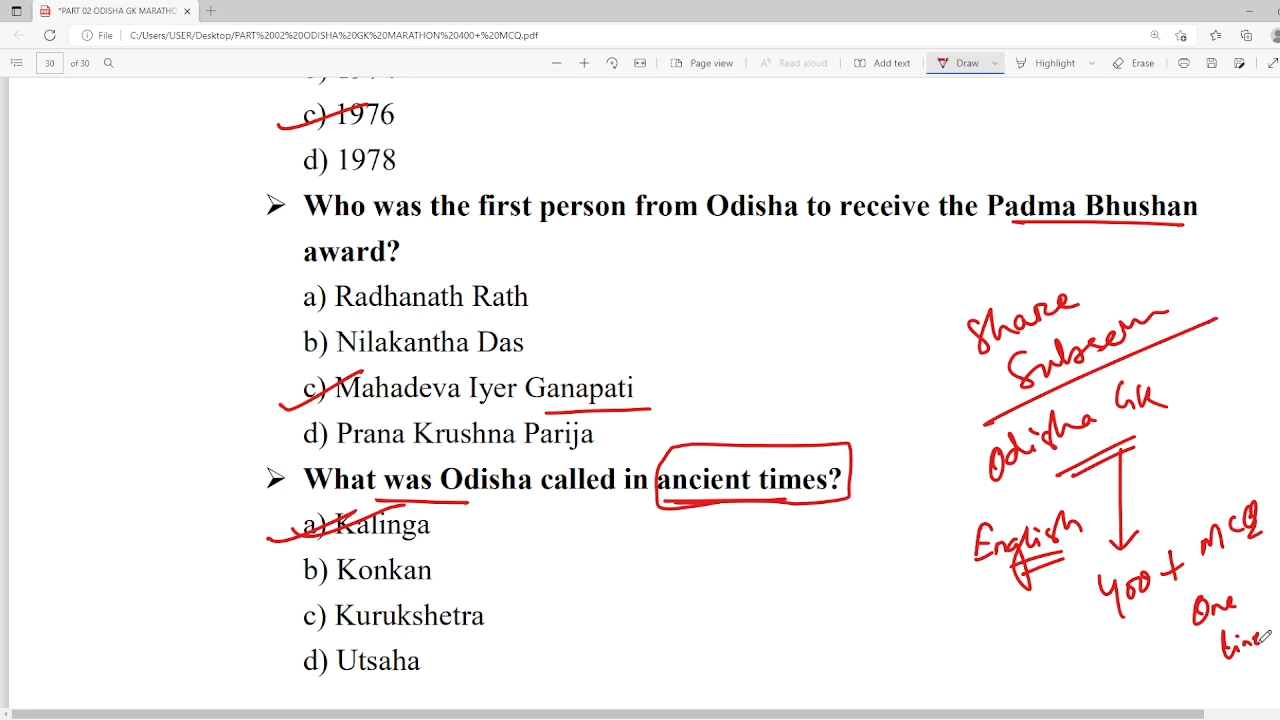 *PART 02 ODISHA GK MARATHO
File C:/Users/USER/Desktop/PART%2002%20ODISHA%20GK%20MARATHON%20400+%20MCQ.pdf
30 of 30 Page view Read aloud Add text Draw Highlight Erase
c) 1976
d) 1978
Who was the first person from Odisha to receive the Padma Bhushan
award?
a) Radhanath Rath
b) Nilakantha Das
c) Mahadeva Iyer Ganapati
d) Prana Krushna Parija
What was Odisha called in ancient times?
a) Kalinga
b) Konkan
c) Kurukshetra
d) Utsaha
Share
Odisha GK
English
400+ MCQ
One